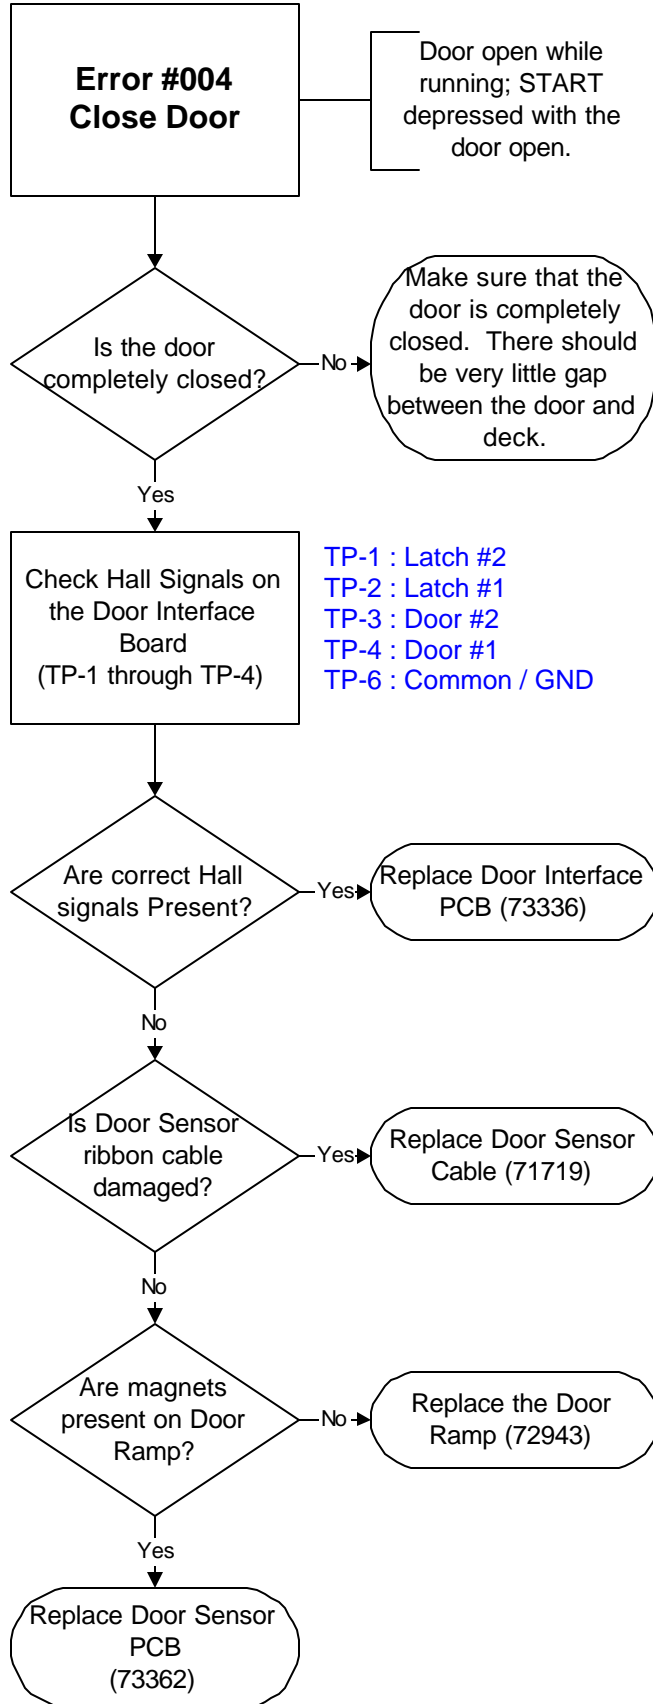 Error #004
Close Door
Door open while
running; START
depressed with the
door open.
Is the door
completely closed?
No
Make sure that the
door is completely
closed.  There should
be very little gap
between the door and
deck.
Yes
Check Hall Signals on
the Door Interface
Board
(TP-1 through TP-4)
TP-1 : Latch #2
TP-2 : Latch #1
TP-3 : Door #2
TP-4 : Door #1
TP-6 : Common / GND
Are correct Hall
signals Present?
Yes
Replace Door Interface
PCB (73336)
No
Is Door Sensor
ribbon cable
damaged?
Yes
Replace Door Sensor
Cable (71719)
No
Are magnets
present on Door
Ramp?
No
Replace the Door
Ramp (72943)
Yes
Replace Door Sensor
PCB
(73362)